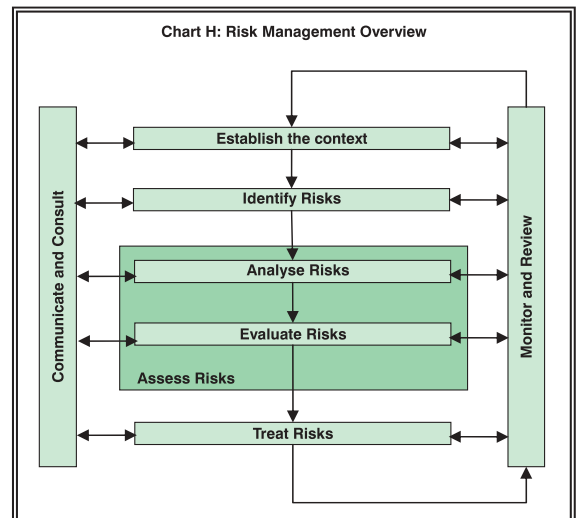 Chart H: Risk Management Overview
Communicate and Consult
Establish the context
Identify Risks
Analyse Risks
Evaluate Risks
Assess Risks
Treat Risks
Monitor and Review